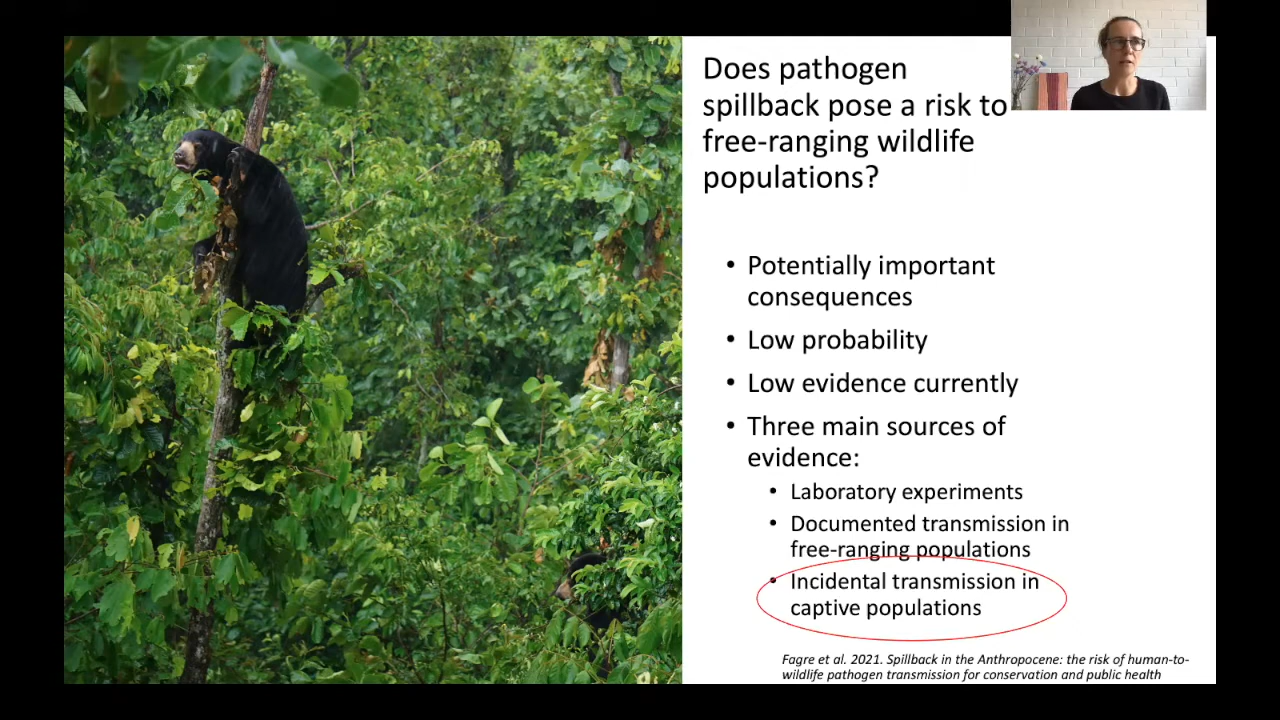 Does pathogen
spillback pose a risk to
free-ranging wildlife
populations?
• Potentially important
consequences
• Low probability
• Low evidence currently
• Three main sources of
evidence:
• Laboratory experiments
• Documented transmission in
free-ranging populations
• Incidental transmission in
captive populations
Fagre et al. 2021. Spillback in the Anthropocene: the risk of human-to-
wildlife pathogen transmission for conservation and public health